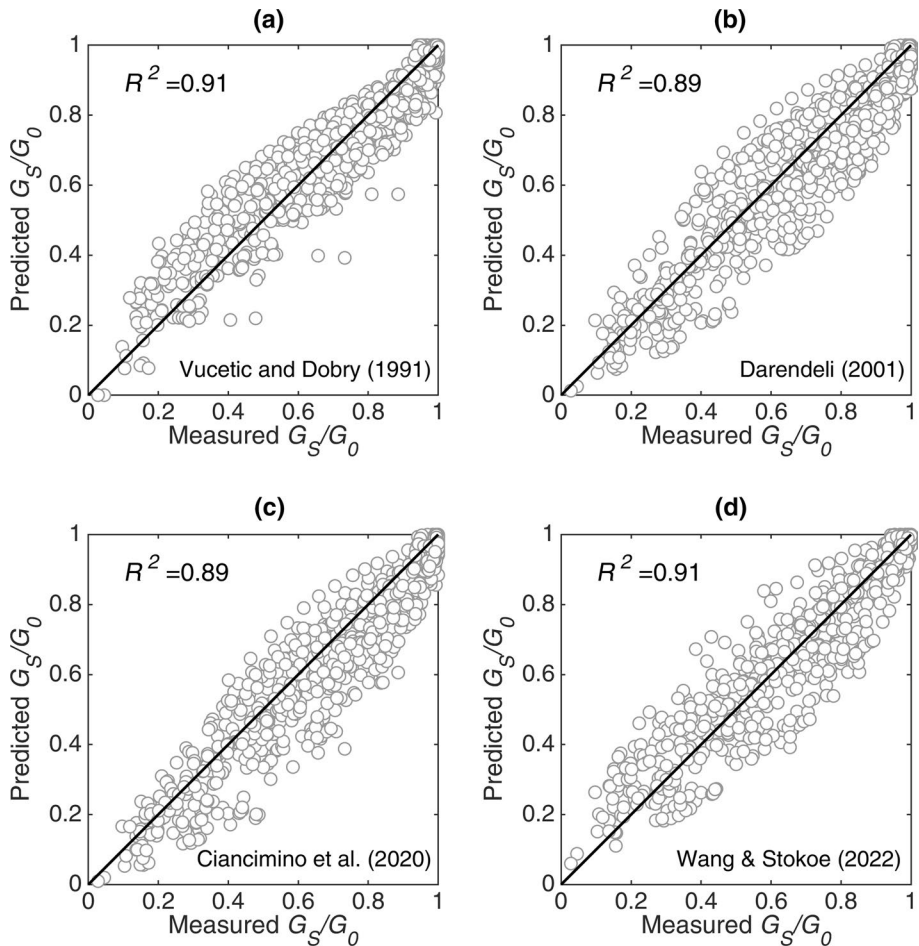 (a)
1
0.8
0.6
0.4
0.2
0
R² =0.91
Predicted G_S/G_0
Vucetic and Dobry (1991)
0 0.2 0.4 0.6 0.8 1
Measured G_S/G_0
(b)
1
0.8
0.6
0.4
0.2
0
R² =0.89
Predicted G_S/G_0
Darendeli (2001)
0 0.2 0.4 0.6 0.8 1
Measured G_S/G_0
(c)
1
0.8
0.6
0.4
0.2
0
R² =0.89
Predicted G_S/G_0
Ciancimino et al. (2020)
0 0.2 0.4 0.6 0.8 1
Measured G_S/G_0
(d)
1
0.8
0.6
0.4
0.2
0
R² =0.91
Predicted G_S/G_0
Wang & Stokoe (2022)
0 0.2 0.4 0.6 0.8 1
Measured G_S/G_0